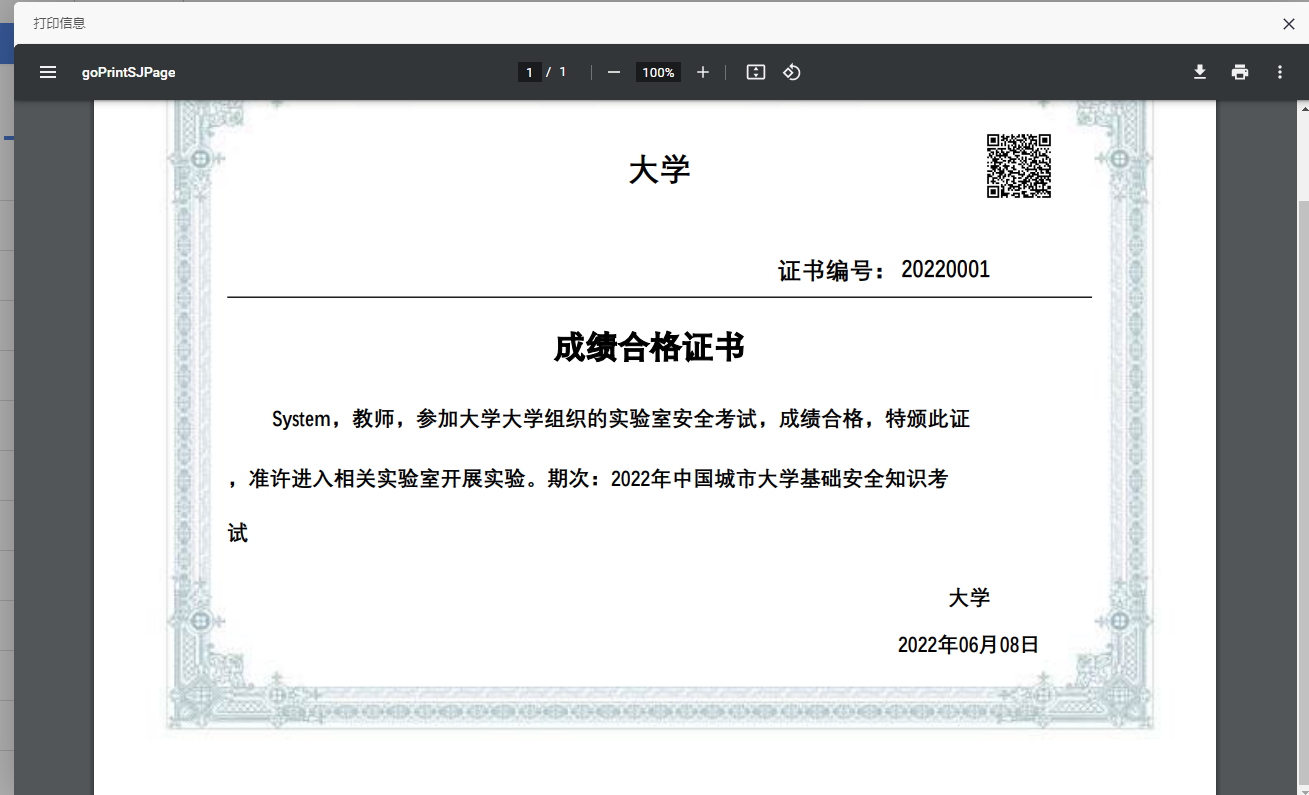 打印信息
goPrintSJPage
1 / 1
100%
大学
证书编号： 20220001
成绩合格证书
System，教师，参加大学大学组织的实验室安全考试，成绩合格，特颁此证
，准许进入相关实验室开展实验。期次：2022年中国城市大学基础安全知识考
试
大学
2022年06月08日